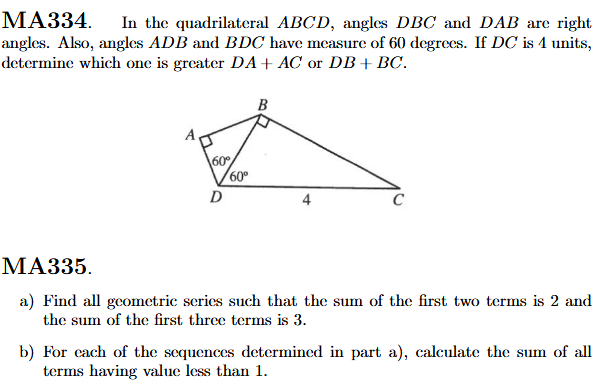 MA334. In the quadrilateral ABCD, angles DBC and DAB are right
angles. Also, angles ADB and BDC have measure of 60 degrees. If DC is 4 units,
determine which one is greater DA + AC or DB + BC.
B
A
60°
60°
D
4
C
MA335.
a) Find all geometric series such that the sum of the first two terms is 2 and
the sum of the first three terms is 3.
b) For each of the sequences determined in part a), calculate the sum of all
terms having value less than 1.